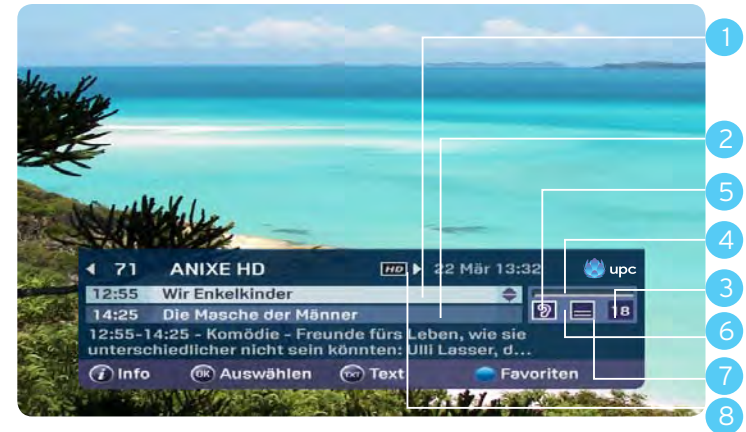 1
2
5
4
◀ 71 ANIXE HD HD ▶ 22 Mär 13:32 upc
12:55 Wir Enkelkinder
3
14:25 Die Masche der Männer 18
12:55-14:25 - Komödie - Freunde fürs Leben, wie sie
6
unterschiedlicher nicht sein könnten: Ulli Lasser, d...
i Info OK Auswählen TXT Text Favoriten
7
8